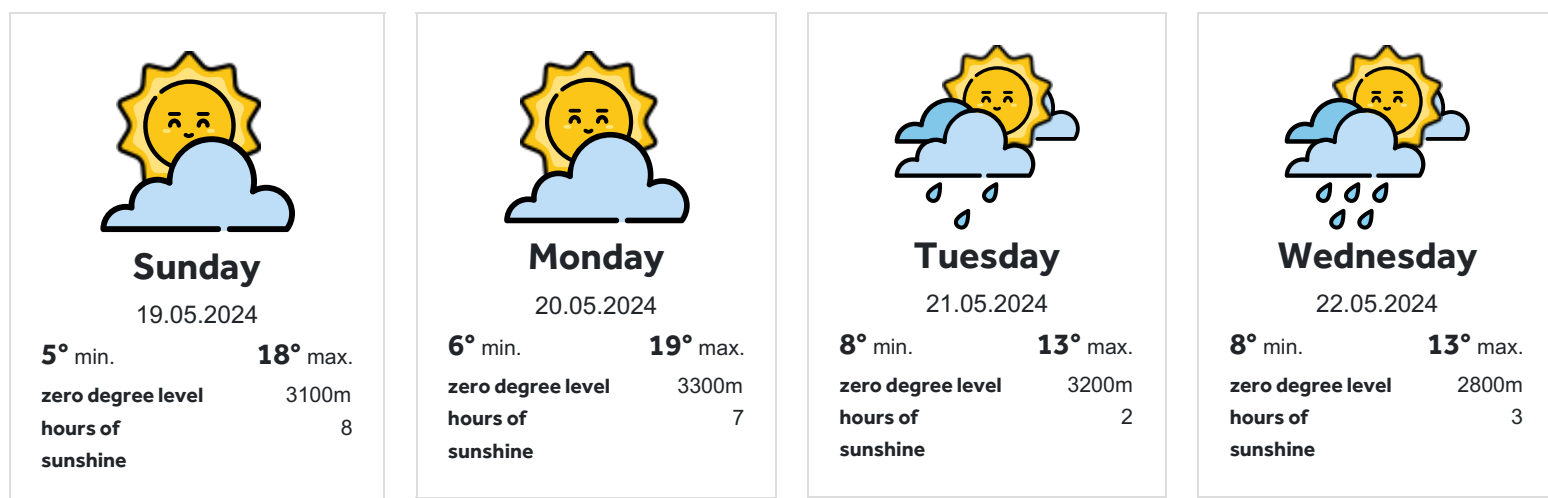 Sunday
19.05.2024
5° min. 18° max.
zero degree level 3100m
hours of 8
sunshine
Monday
20.05.2024
6° min. 19° max.
zero degree level 3300m
hours of 7
sunshine
Tuesday
21.05.2024
8° min. 13° max.
zero degree level 3200m
hours of 2
sunshine
Wednesday
22.05.2024
8° min. 13° max.
zero degree level 2800m
hours of 3
sunshine